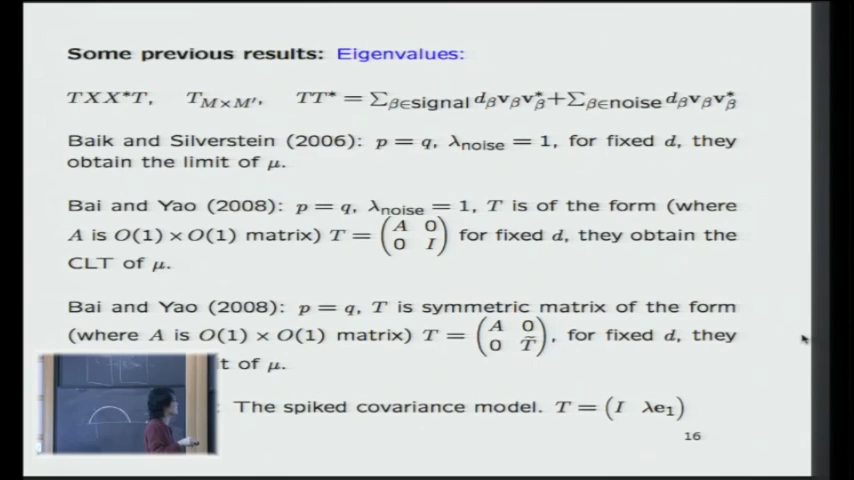 Some previous results: Eigenvalues:
TXX*T, T_{M×M′}, TT* = Σ_{β∈signal} d_β v_β v_β* + Σ_{β∈noise} d_β v_β v_β*
Baik and Silverstein (2006): p = q, λ_noise = 1, for fixed d, they
obtain the limit of μ.
Bai and Yao (2008): p = q, λ_noise = 1, T is of the form (where
A is O(1) × O(1) matrix) T = (A 0; 0 I) for fixed d, they obtain the
CLT of μ.
Bai and Yao (2008): p = q, T is symmetric matrix of the form
(where A is O(1) × O(1) matrix) T = (A 0; 0 T̃), for fixed d, they
t of μ.
: The spiked covariance model. T = (I λe₁)
16